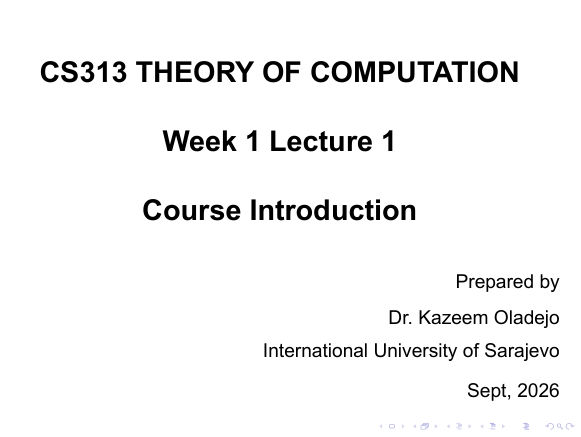 CS313 THEORY OF COMPUTATION
Week 1 Lecture 1
Course Introduction
Prepared by
Dr. Kazeem Oladejo
International University of Sarajevo
Sept, 2026